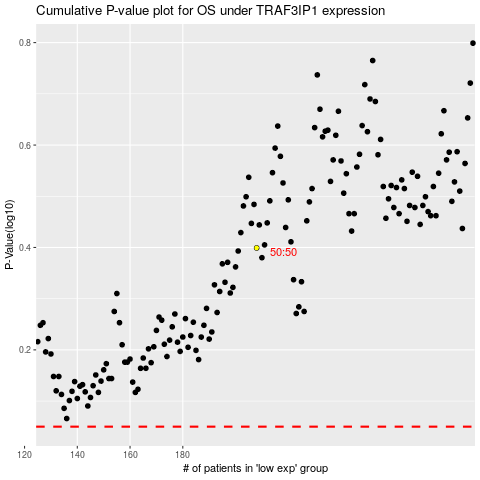 Cumulative P-value plot for OS under TRAF3IP1 expression
0.8
0.6
0.4
0.2
P-Value(log10)
50:50
120 140 160 180
# of patients in 'low exp' group